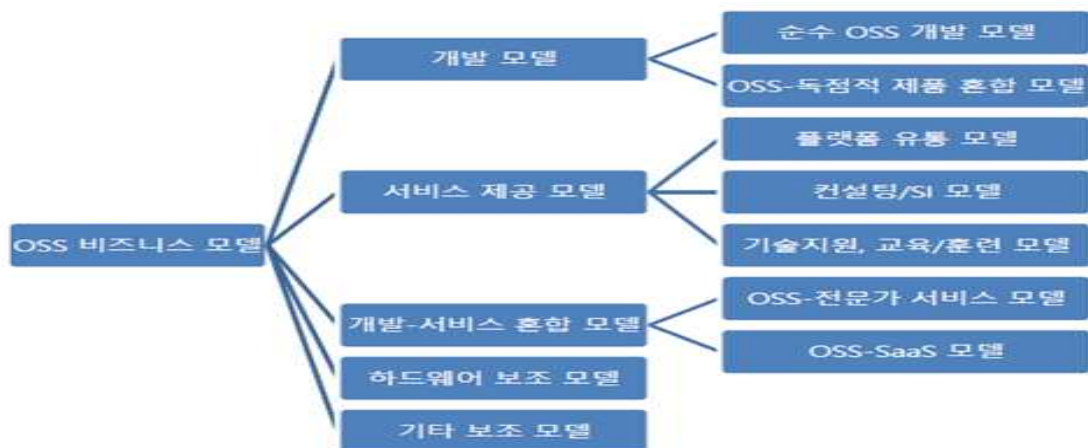 OSS 비즈니스 모델
개발 모델
순수 OSS 개발 모델
OSS-독점적 제품 혼합 모델
서비스 제공 모델
플랫폼 유통 모델
컨설팅/SI 모델
기술지원, 교육/훈련 모델
개발-서비스 혼합 모델
OSS-전문가 서비스 모델
OSS-SaaS 모델
하드웨어 보조 모델
기타 보조 모델